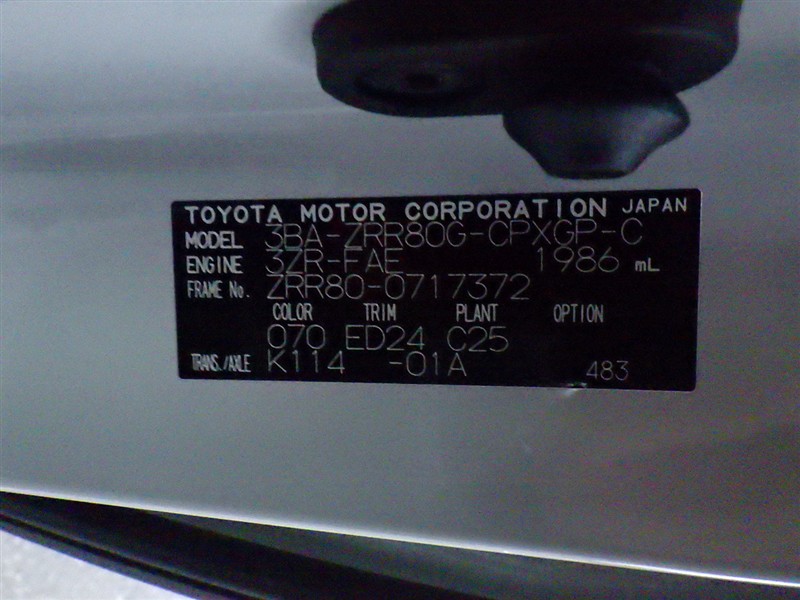 TOYOTA MOTOR CORPORATION JAPAN
MODEL 3BA-ZRR80G-CPXGP-C
ENGINE 3ZR-FAE 1986 mL
FRAME No. ZRR80-0717372
COLOR TRIM PLANT OPTION
070 ED24 C25
TRANS./AXLE K114 -01A 483